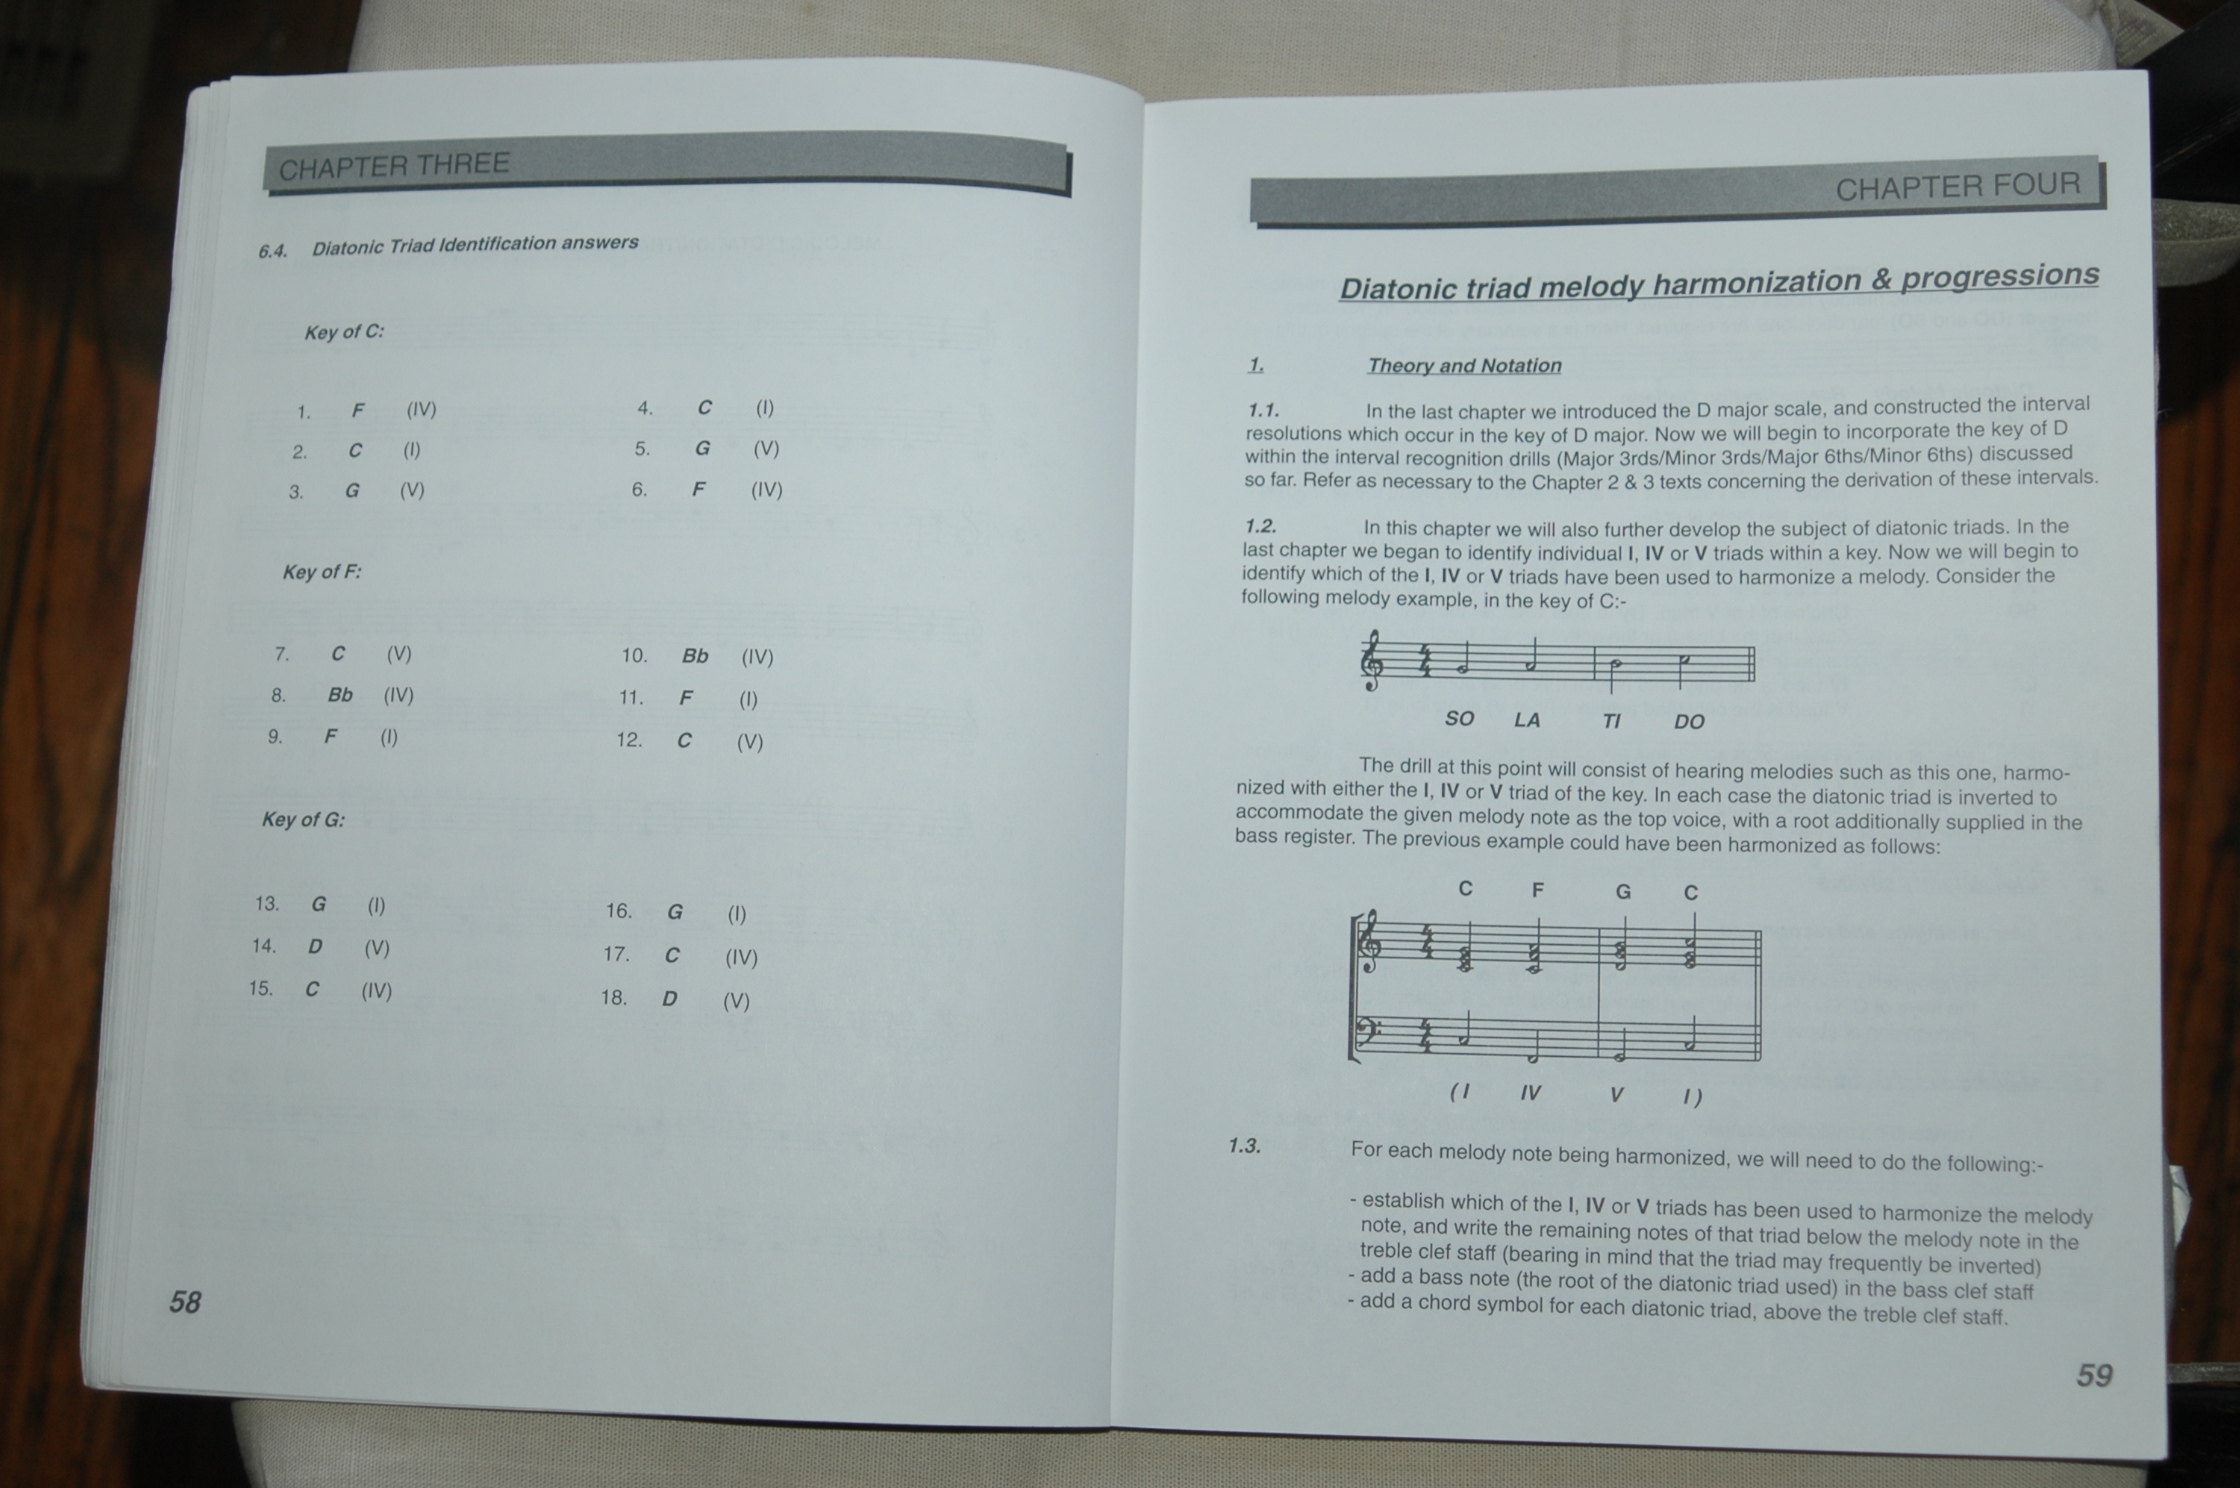 CHAPTER THREE
6.4. Diatonic Triad Identification answers
Key of C:
1. F (IV) 4. C (I)
2. C (I) 5. G (V)
3. G (V) 6. F (IV)
Key of F:
7. C (V) 10. Bb (IV)
8. Bb (IV) 11. F (I)
9. F (I) 12. C (V)
Key of G:
13. G (I) 16. G (I)
14. D (V) 17. C (IV)
15. C (IV) 18. D (V)
58
CHAPTER FOUR
Diatonic triad melody harmonization & progressions
1. Theory and Notation
1.1. In the last chapter we introduced the D major scale, and constructed the interval
resolutions which occur in the key of D major. Now we will begin to incorporate the key of D
within the interval recognition drills (Major 3rds/Minor 3rds/Major 6ths/Minor 6ths) discussed
so far. Refer as necessary to the Chapter 2 & 3 texts concerning the derivation of these intervals.
1.2. In this chapter we will also further develop the subject of diatonic triads. In the
last chapter we began to identify individual I, IV or V triads within a key. Now we will begin to
identify which of the I, IV or V triads have been used to harmonize a melody. Consider the
following melody example, in the key of C:-
4
4
SO LA TI DO
The drill at this point will consist of hearing melodies such as this one, harmo-
nized with either the I, IV or V triad of the key. In each case the diatonic triad is inverted to
accommodate the given melody note as the top voice, with a root additionally supplied in the
bass register. The previous example could have been harmonized as follows:
C F G C
4
4
4
4
(I IV V I)
1.3. For each melody note being harmonized, we will need to do the following:-
- establish which of the I, IV or V triads has been used to harmonize the melody
note, and write the remaining notes of that triad below the melody note in the
treble clef staff (bearing in mind that the triad may frequently be inverted)
- add a bass note (the root of the diatonic triad used) in the bass clef staff
- add a chord symbol for each diatonic triad, above the treble clef staff.
59